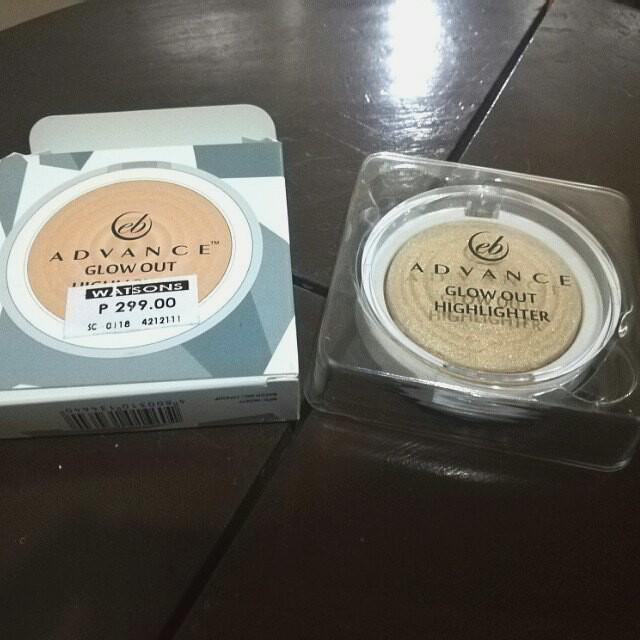 eb
ADVANCE™
GLOW OUT
WATSONS
P 299.00
SC 0118 4212111
eb
ADVANCE
GLOW OUT
HIGHLIGHTER